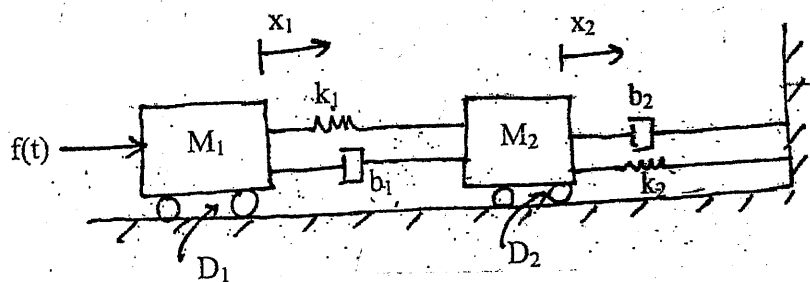 x₁ x₂
k₁ b₂
f(t) M₁ M₂
b₁ k₂
D₁ D₂